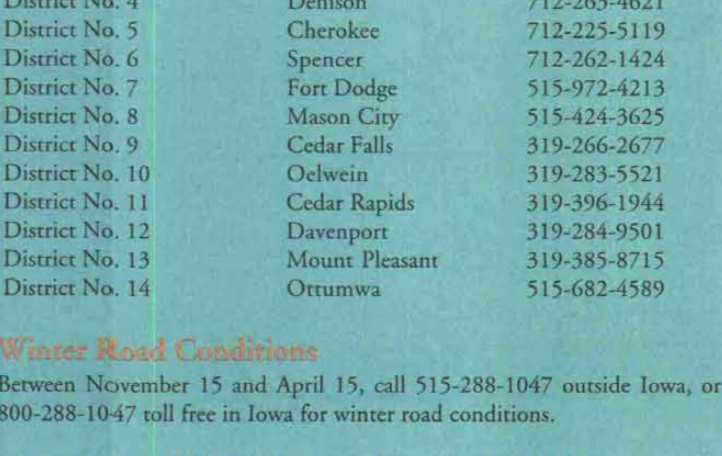 District No. 4 Denison 712-263-4621
District No. 5 Cherokee 712-225-5119
District No. 6 Spencer 712-262-1424
District No. 7 Fort Dodge 515-972-4213
District No. 8 Mason City 515-424-3625
District No. 9 Cedar Falls 319-266-2677
District No. 10 Oelwein 319-283-5521
District No. 11 Cedar Rapids 319-396-1944
District No. 12 Davenport 319-284-9501
District No. 13 Mount Pleasant 319-385-8715
District No. 14 Ottumwa 515-682-4589
Winter Road Conditions
Between November 15 and April 15, call 515-288-1047 outside Iowa, or
800-288-1047 toll free in Iowa for winter road conditions.